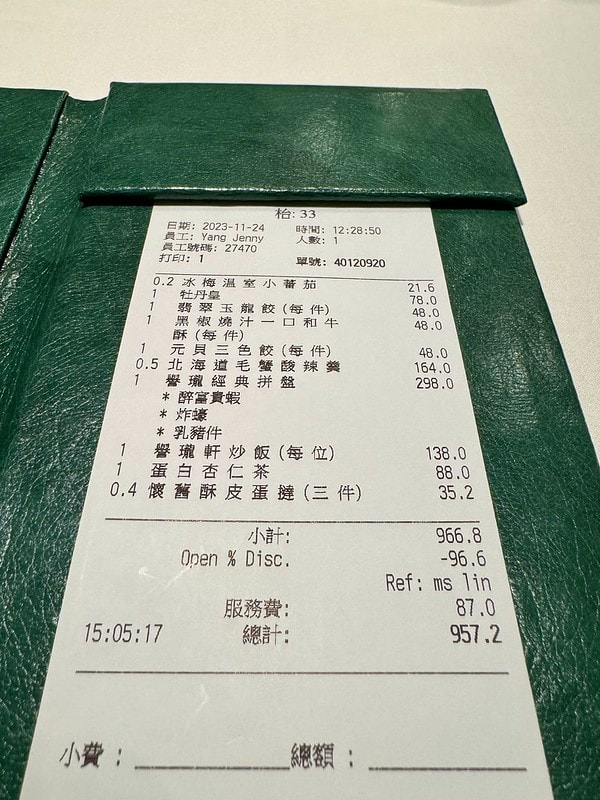 枱: 33
日期: 2023-11-24 時間: 12:28:50
員工: Yang Jenny 人數: 1
員工號碼: 27470
打印: 1 單號: 40120920
0.2 冰梅溫室小蕃茄 21.6
1 牡丹皇 78.0
1 翡翠玉龍餃(每件) 48.0
1 黑椒燒汁一口和牛 48.0
酥(每件)
1 元貝三色餃(每件) 48.0
0.5 北海道毛蟹酸辣羹 164.0
1 譽瓏經典拼盤 298.0
* 醉富貴蝦
* 炸蠔
* 乳豬件
1 譽瓏軒炒飯(每位) 138.0
1 蛋白杏仁茶 88.0
0.4 懷舊酥皮蛋撻(三件) 35.2
小計: 966.8
Open % Disc. -96.6
Ref: ms lin
服務費: 87.0
15:05:17 總計: 957.2
小費 : 總額 :